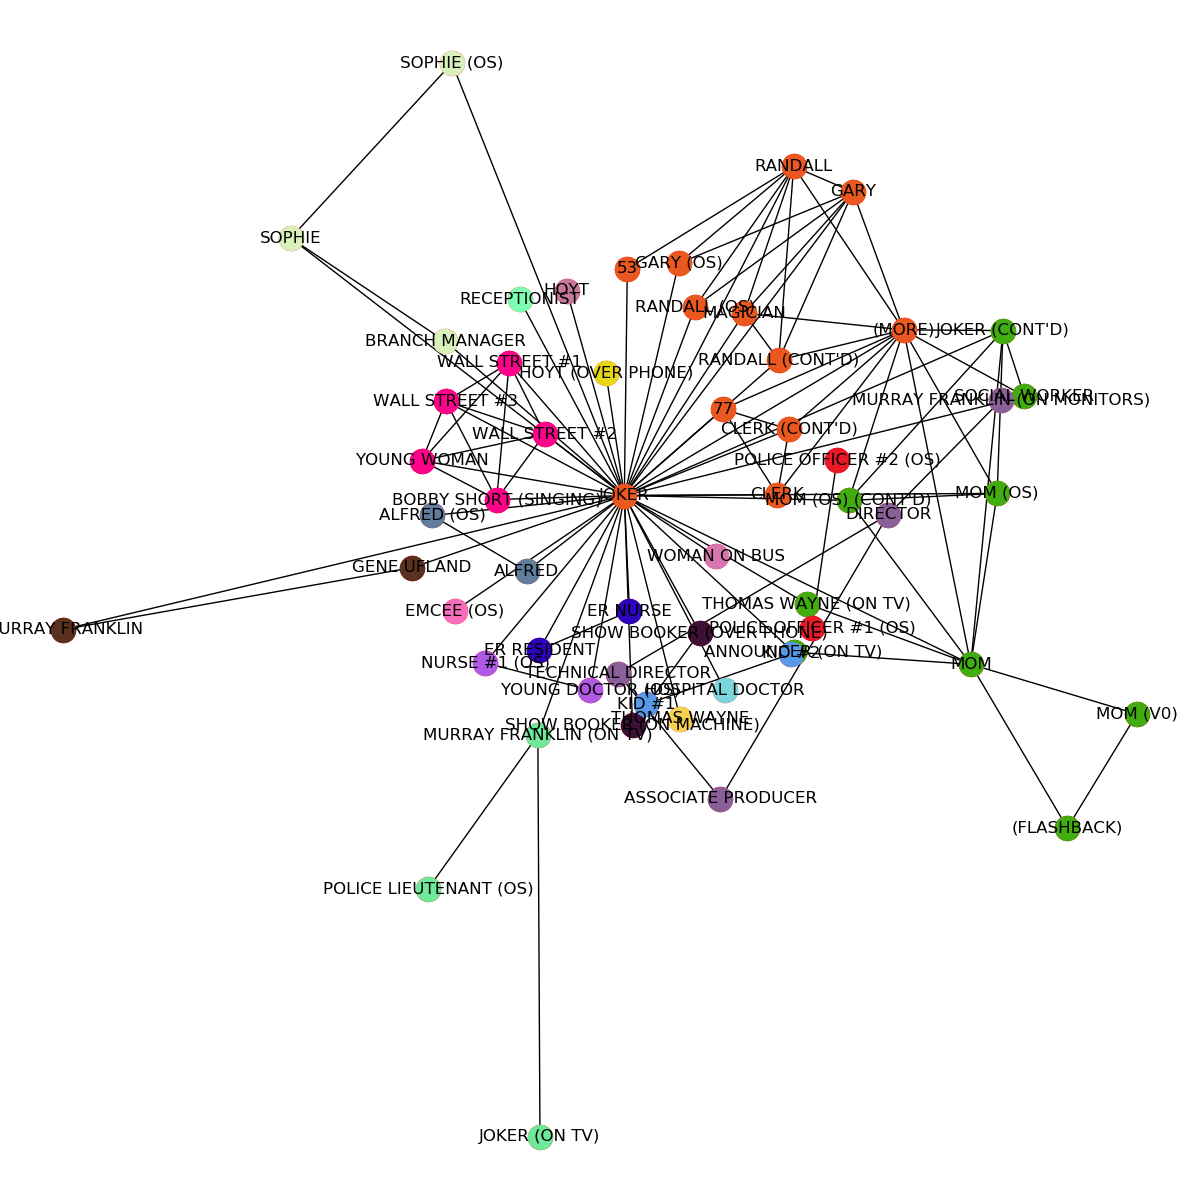 SOPHIE (OS)
RANDALL
GARY
SOPHIE
53
GARY (OS)
HOYT
RECEPTIONIST
RANDALL (OS)
MAGICIAN
(MORE)
JOKER (CONT'D)
BRANCH MANAGER
WALL STREET #1
RANDALL (CONT'D)
HOYT (OVER PHONE)
SOCIAL WORKER
MURRAY FRANKLIN (ON MONITORS)
WALL STREET #3
77
CLERK (CONT'D)
WALL STREET #2
YOUNG WOMAN
POLICE OFFICER #2 (OS)
JOKER
CLERK
MOM (OS)
BOBBY SHORT (SINGING)
MOM (OS) (CONT'D)
ALFRED (OS)
DIRECTOR
WOMAN ON BUS
GENE UFLAND
ALFRED
THOMAS WAYNE (ON TV)
EMCEE (OS)
ER NURSE
URRAY FRANKLIN
POLICE OFFICER #1 (OS)
SHOW BOOKER (OVER PHONE)
ER RESIDENT
ANNOUNCER (ON TV)
KID #2
NURSE #1 (OS)
MOM
TECHNICAL DIRECTOR
YOUNG DOCTOR (OS)
HOSPITAL DOCTOR
KID #1
MOM (V0)
THOMAS WAYNE
SHOW BOOKER (ON MACHINE)
MURRAY FRANKLIN (ON TV)
ASSOCIATE PRODUCER
(FLASHBACK)
POLICE LIEUTENANT (OS)
JOKER (ON TV)